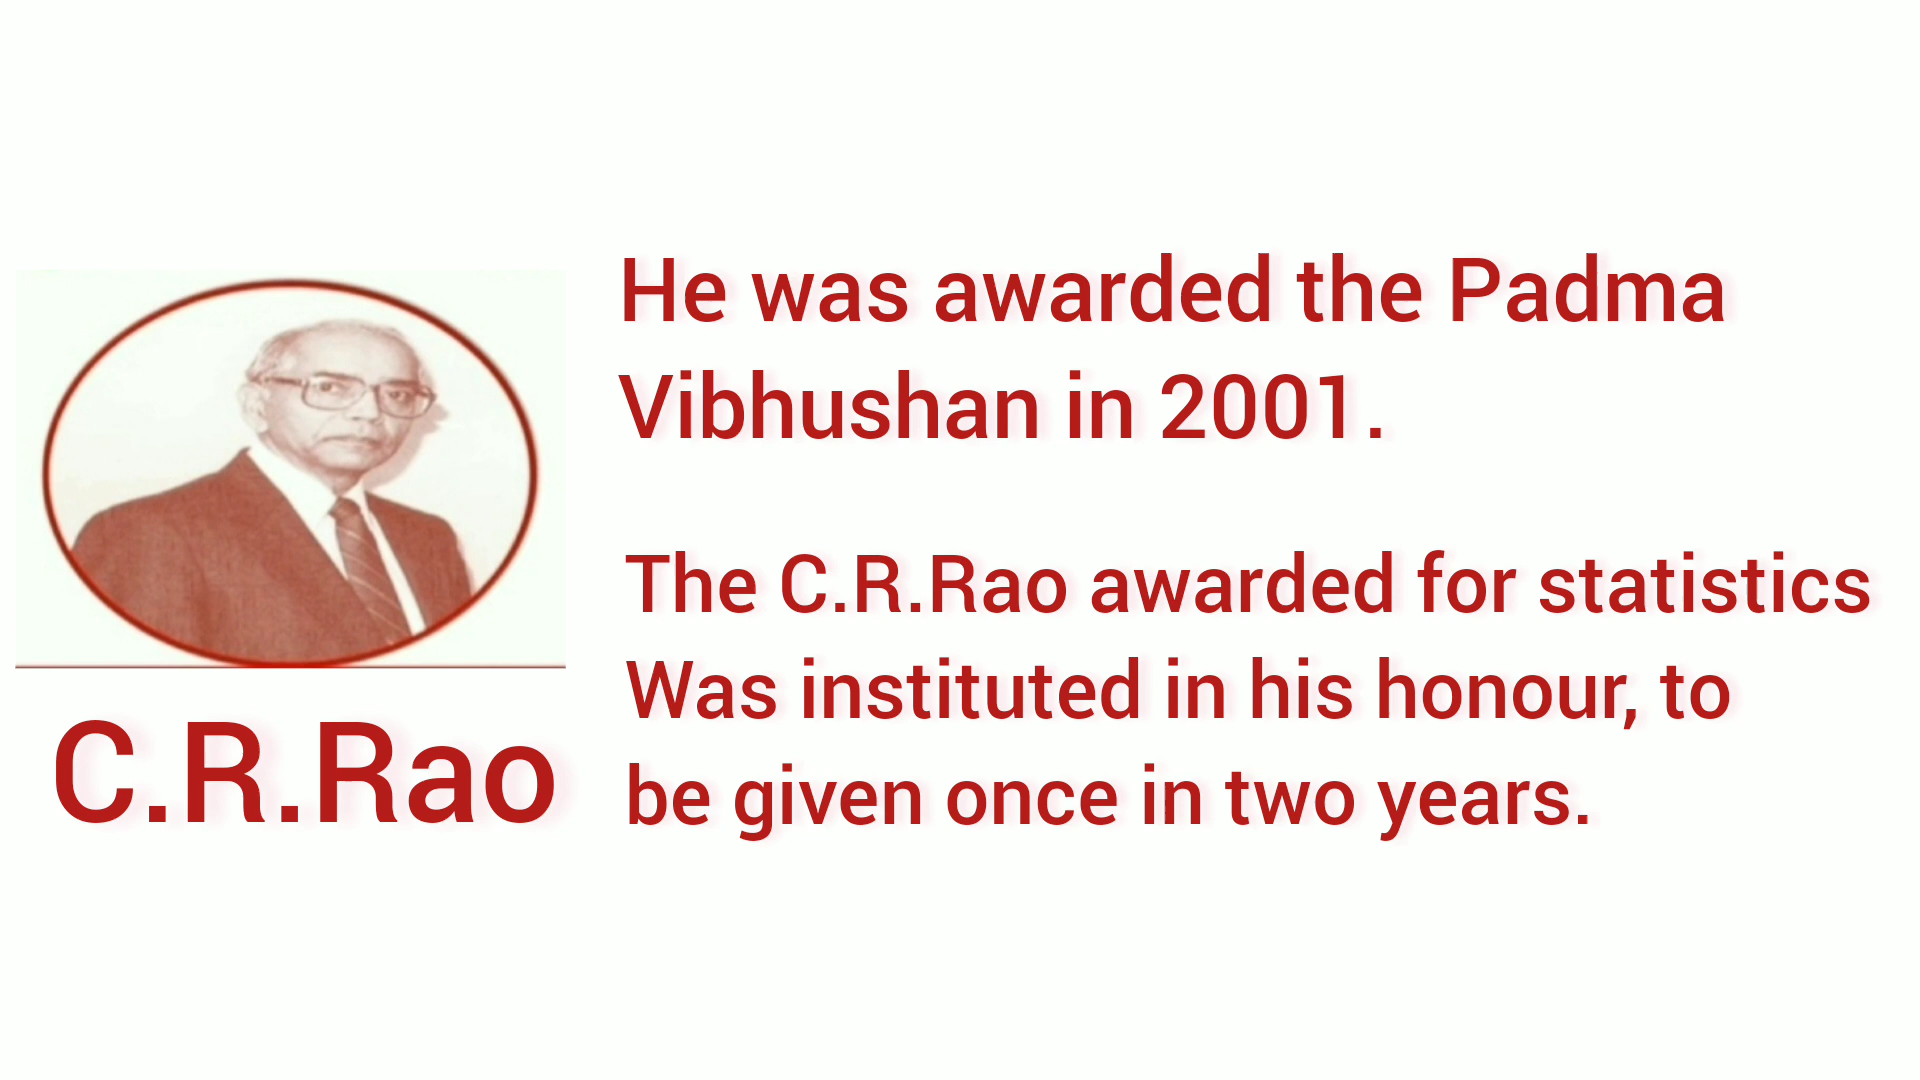 He was awarded the Padma
Vibhushan in 2001.
The C.R.Rao awarded for statistics
Was instituted in his honour, to
be given once in two years.
C.R.Rao